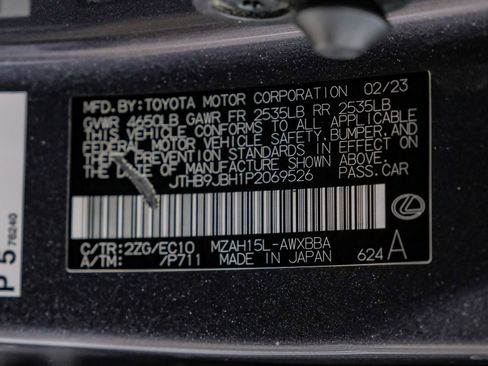 MFD. BY: TOYOTA MOTOR CORPORATION 02/23
GVWR 4650LB GAWR FR 2535LB RR 2535LB
THIS VEHICLE CONFORMS TO ALL APPLICABLE
FEDERAL MOTOR VEHICLE SAFETY, BUMPER, AND
THEFT PREVENTION STANDARDS IN EFFECT ON
THE DATE OF MANUFACTURE SHOWN ABOVE.
JTHB9JBH1P2069526 PASS.CAR
C/TR: 2ZG/EC10 MZAH15L-AWXBBA
A/TM: /P711 MADE IN JAPAN 624 A
P5
76240